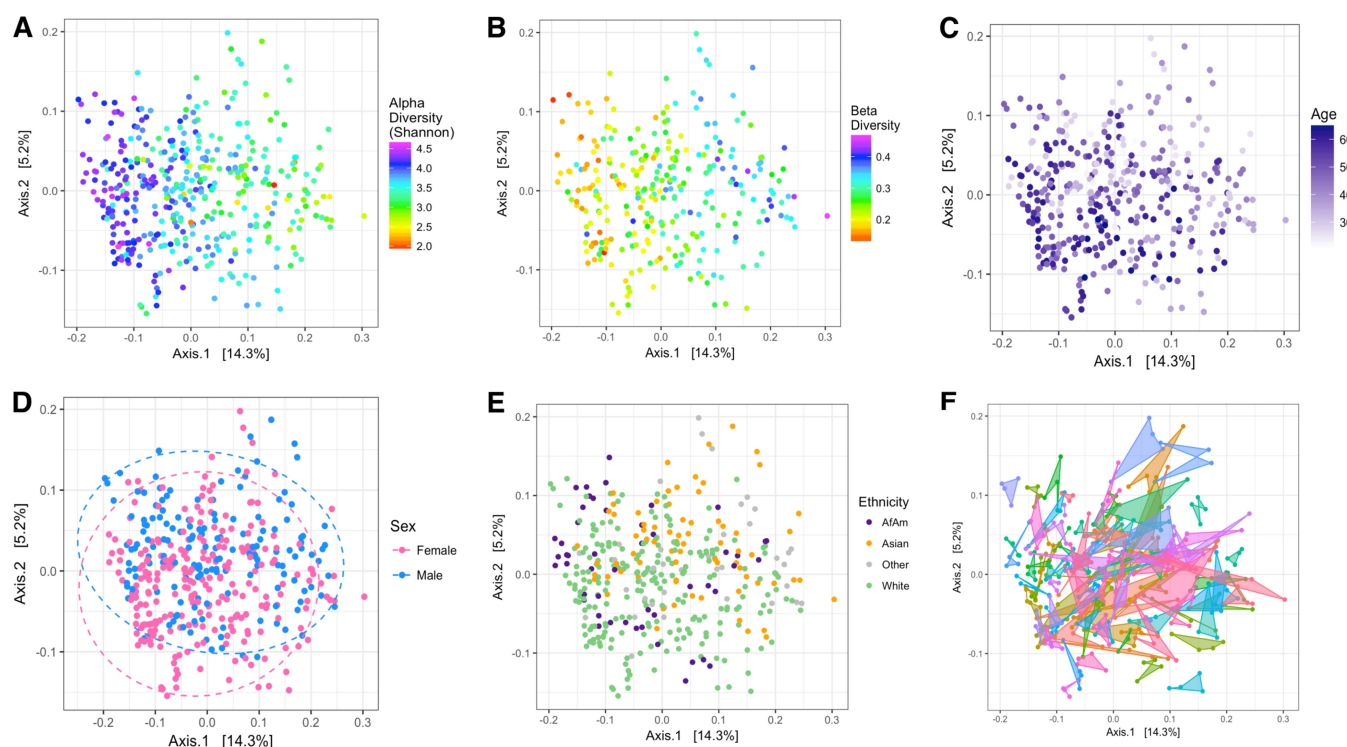 A
0.2
0.1
0.0
-0.1
Axis.2 [5.2%]
-0.2 -0.1 0.0 0.1 0.2 0.3
Axis.1 [14.3%]
Alpha
Diversity
(Shannon)
4.5
4.0
3.5
3.0
2.5
2.0
B
0.2
0.1
0.0
-0.1
Axis.2 [5.2%]
-0.2 -0.1 0.0 0.1 0.2 0.3
Axis.1 [14.3%]
Beta
Diversity
0.4
0.3
0.2
C
0.2
0.1
0.0
-0.1
Axis.2 [5.2%]
-0.2 -0.1 0.0 0.1 0.2 0.3
Axis.1 [14.3%]
Age
50
40
30
D
0.2
0.1
0.0
-0.1
Axis.2 [5.2%]
-0.2 -0.1 0.0 0.1 0.2 0.3
Axis.1 [14.3%]
Sex
Female
Male
E
0.2
0.1
0.0
-0.1
Axis.2 [5.2%]
-0.2 -0.1 0.0 0.1 0.2 0.3
Axis.1 [14.3%]
Ethnicity
AfAm
Asian
Other
White
F
0.2
0.1
0.0
-0.1
Axis.2 [5.2%]
-0.2 -0.1 0.0 0.1 0.2 0.3
Axis.1 [14.3%]